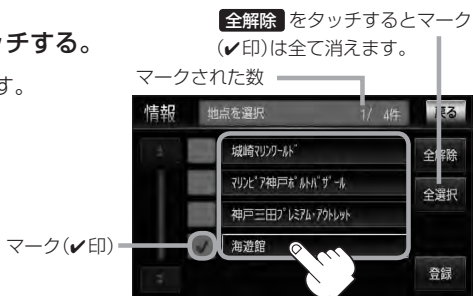 全解除 をタッチするとマーク
(✔印)は全て消えます。
ッチする。
す。
マークされた数
情報 地点を選択 1/ 4件 戻る
城崎マリンワールド
マリンピア神戸ポルトバザール
神戸三田プレミアム・アウトレット
海遊館
全解除
全選択
マーク(✔印)
登録